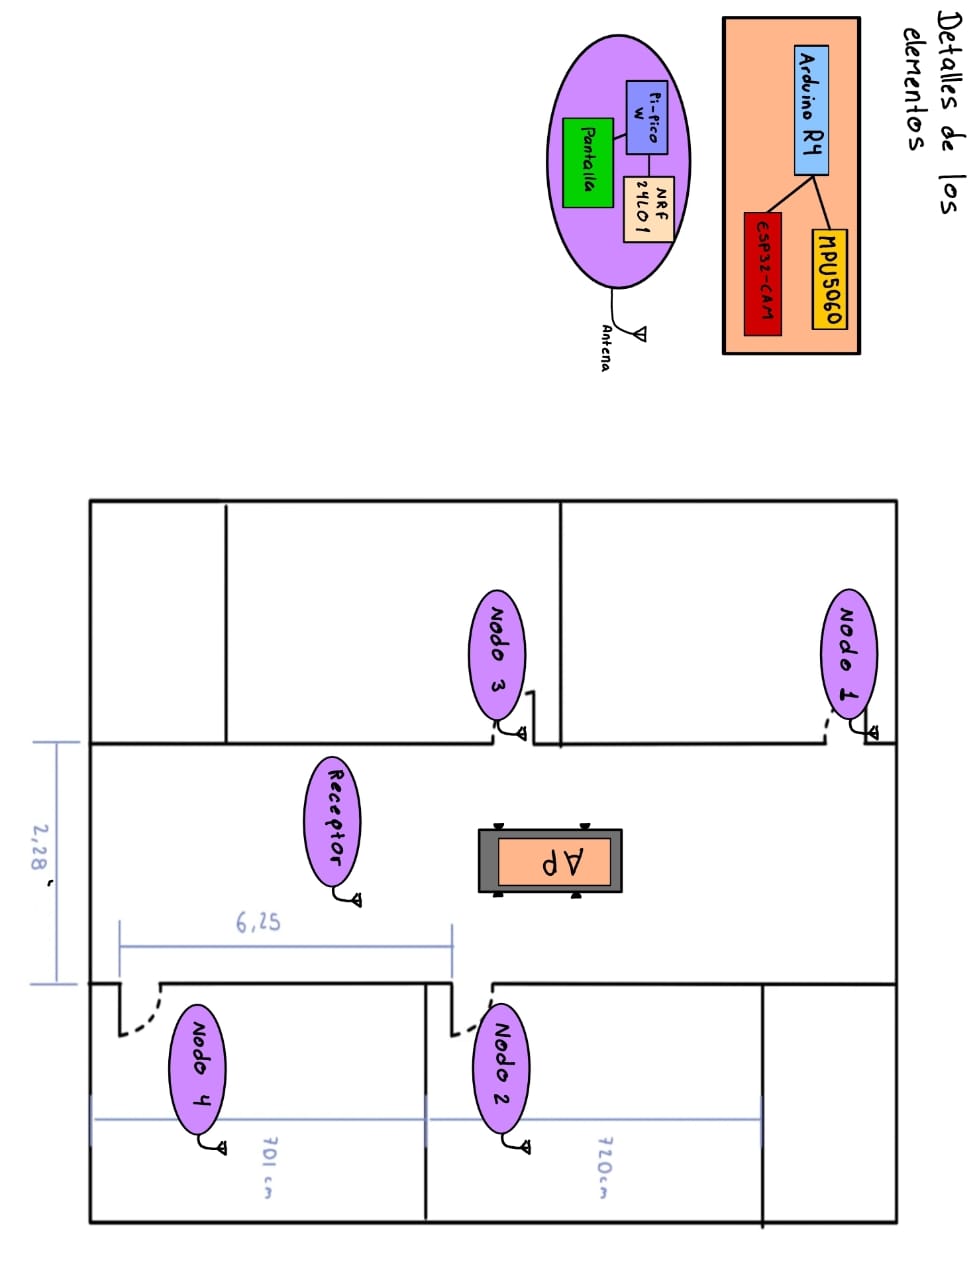 Detalles de los
elementos
Arduino R4
MPU5060
ESP32-CAM
Pi-Pico
W
NRF
24L01
Pantalla
Antena
Nodo 1
720cm
Ap
Nodo 3
Nodo 2
Receptor
6,25
701 cm
Nodo 4
2,28